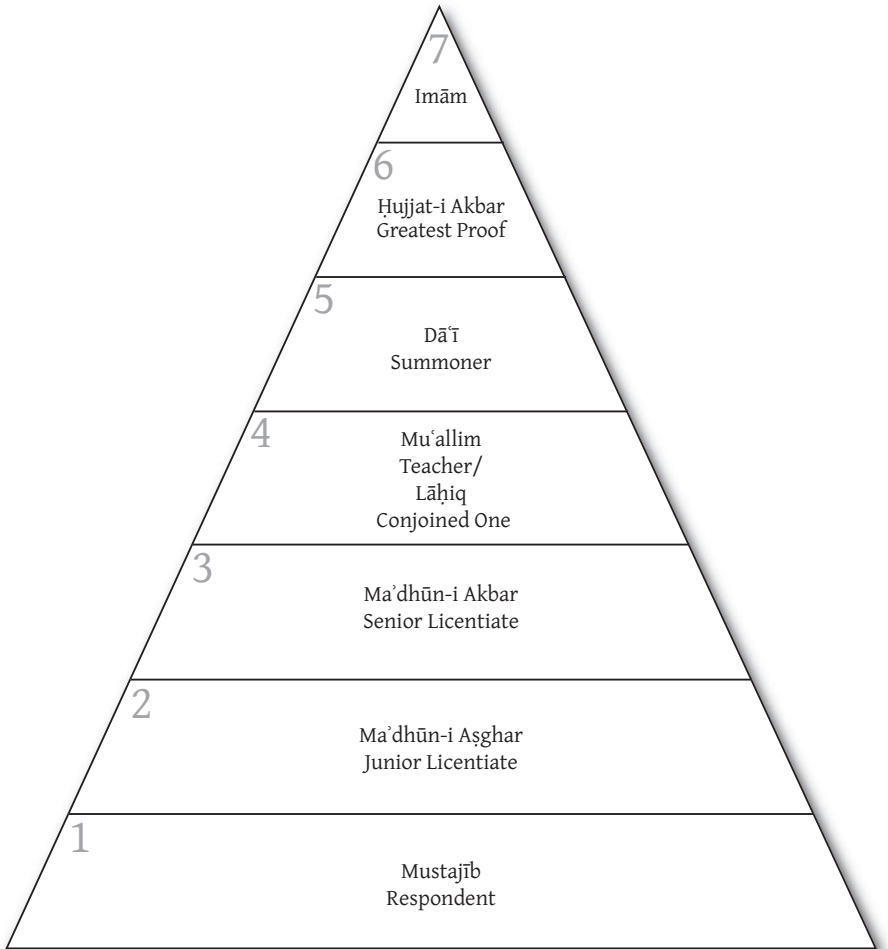 7
Imām
6
Ḥujjat-i Akbar
Greatest Proof
5
Dāʿī
Summoner
4
Muʿallim
Teacher/
Lāḥiq
Conjoined One
3
Maʾdhūn-i Akbar
Senior Licentiate
2
Maʾdhūn-i Aṣghar
Junior Licentiate
1
Mustajīb
Respondent